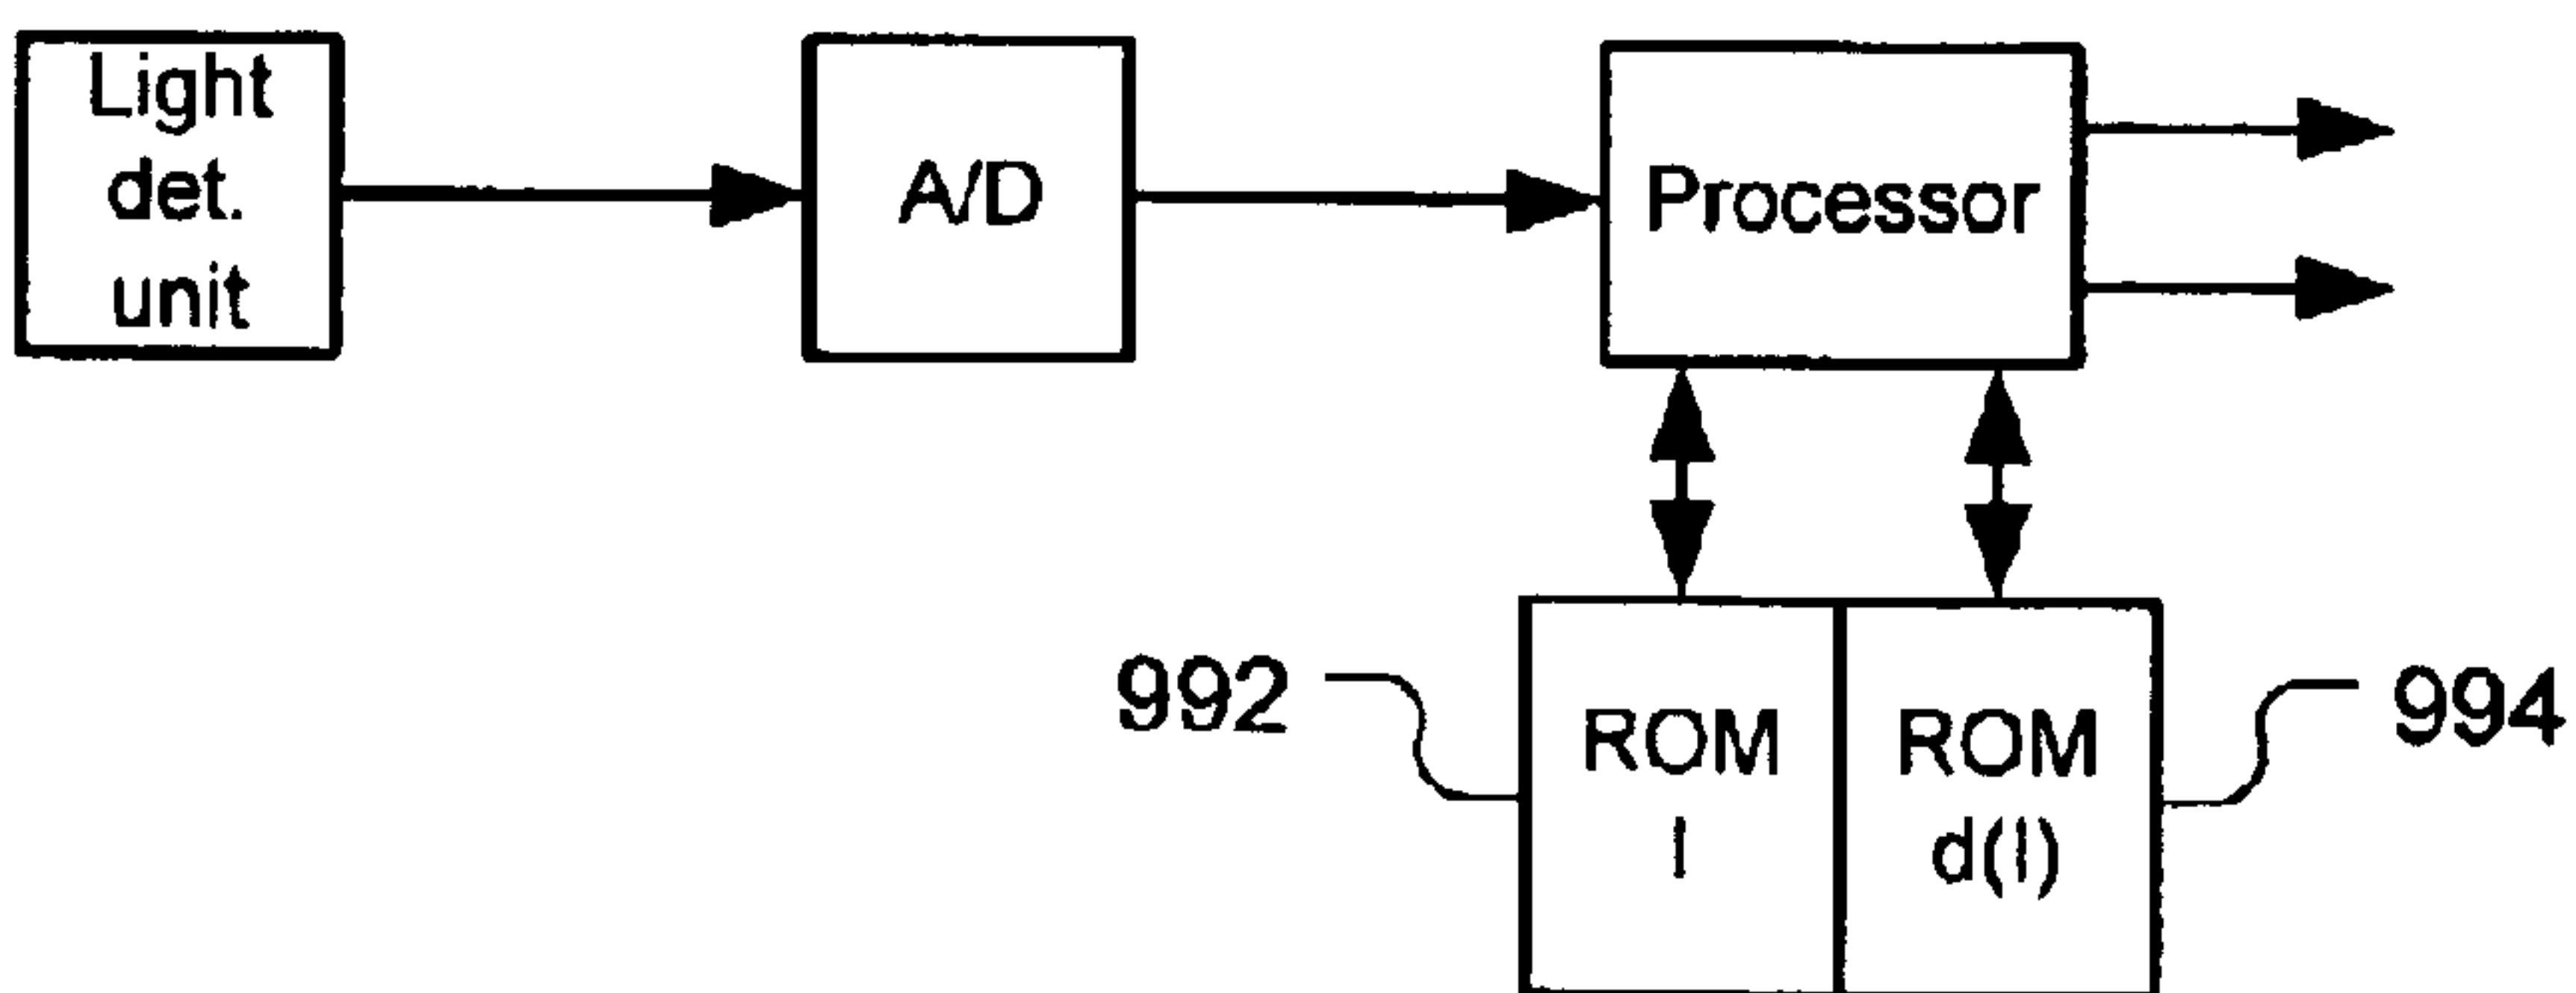 Light
det.
unit
A/D
Processor
992
ROM
I
ROM
d(I)
994